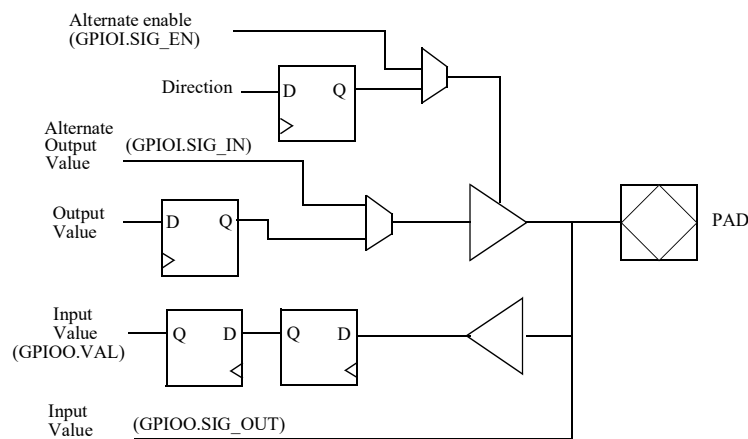 Alternate enable
(GPIOI.SIG_EN)
Direction
D Q
Alternate
Output
Value
(GPIOI.SIG_IN)
Output
Value
D Q
PAD
Input
Value
(GPIOO.VAL)
Q D
Q D
Input
Value
(GPIOO.SIG_OUT)